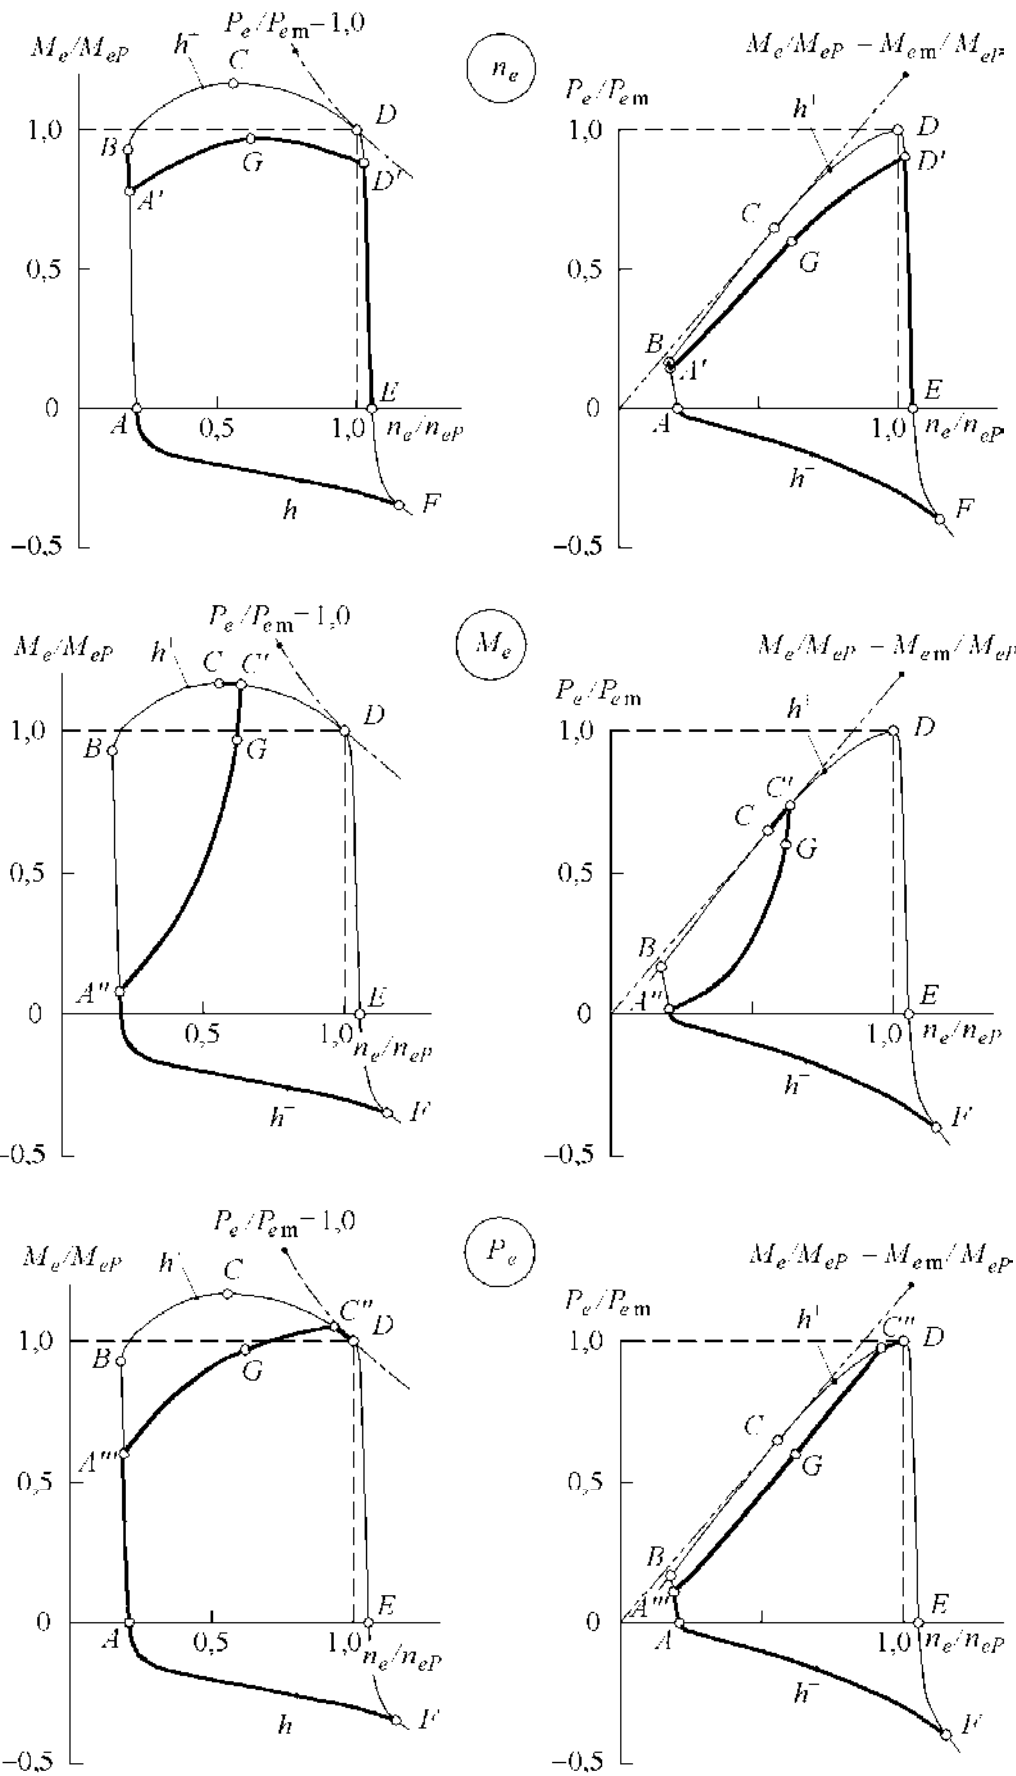 M_e/M_eP
h⁻
C
P_e/P_em = 1,0
n_e
M_e/M_eP = M_em/M_eP
P_e/P_em
h⁺
1,0
B
D
A'
G
D'
0,5
0
A
0,5
1,0
E
n_e/n_eP
h
F
−0,5
1,0
D
D'
C
G
B
A'
0,5
0
A
1,0
E
n_e/n_eP
h⁻
F
−0,5
P_e/P_em = 1,0
M_e/M_eP
h⁺
C
C'
M_e
M_e/M_eP = M_em/M_eP
P_e/P_em
h⁺
1,0
B
D
G
0,5
A''
0
0,5
1,0
E
n_e/n_eP
h⁻
F
−0,5
1,0
D
C''
C
G
0,5
B
A''
0
1,0
E
n_e/n_eP
h⁻
F
−0,5
P_e/P_em = 1,0
M_e/M_eP
h
C
C''
D
P_e
M_e/M_eP = M_em/M_eP
P_e/P_em
h⁺
1,0
B
G
A'''
0,5
0
A
0,5
1,0
E
n_e/n_eP
h
F
−0,5
1,0
C'''
D
C
G
0,5
B
A'''
0
A
1,0
E
n_e/n_eP
h⁻
F
−0,5